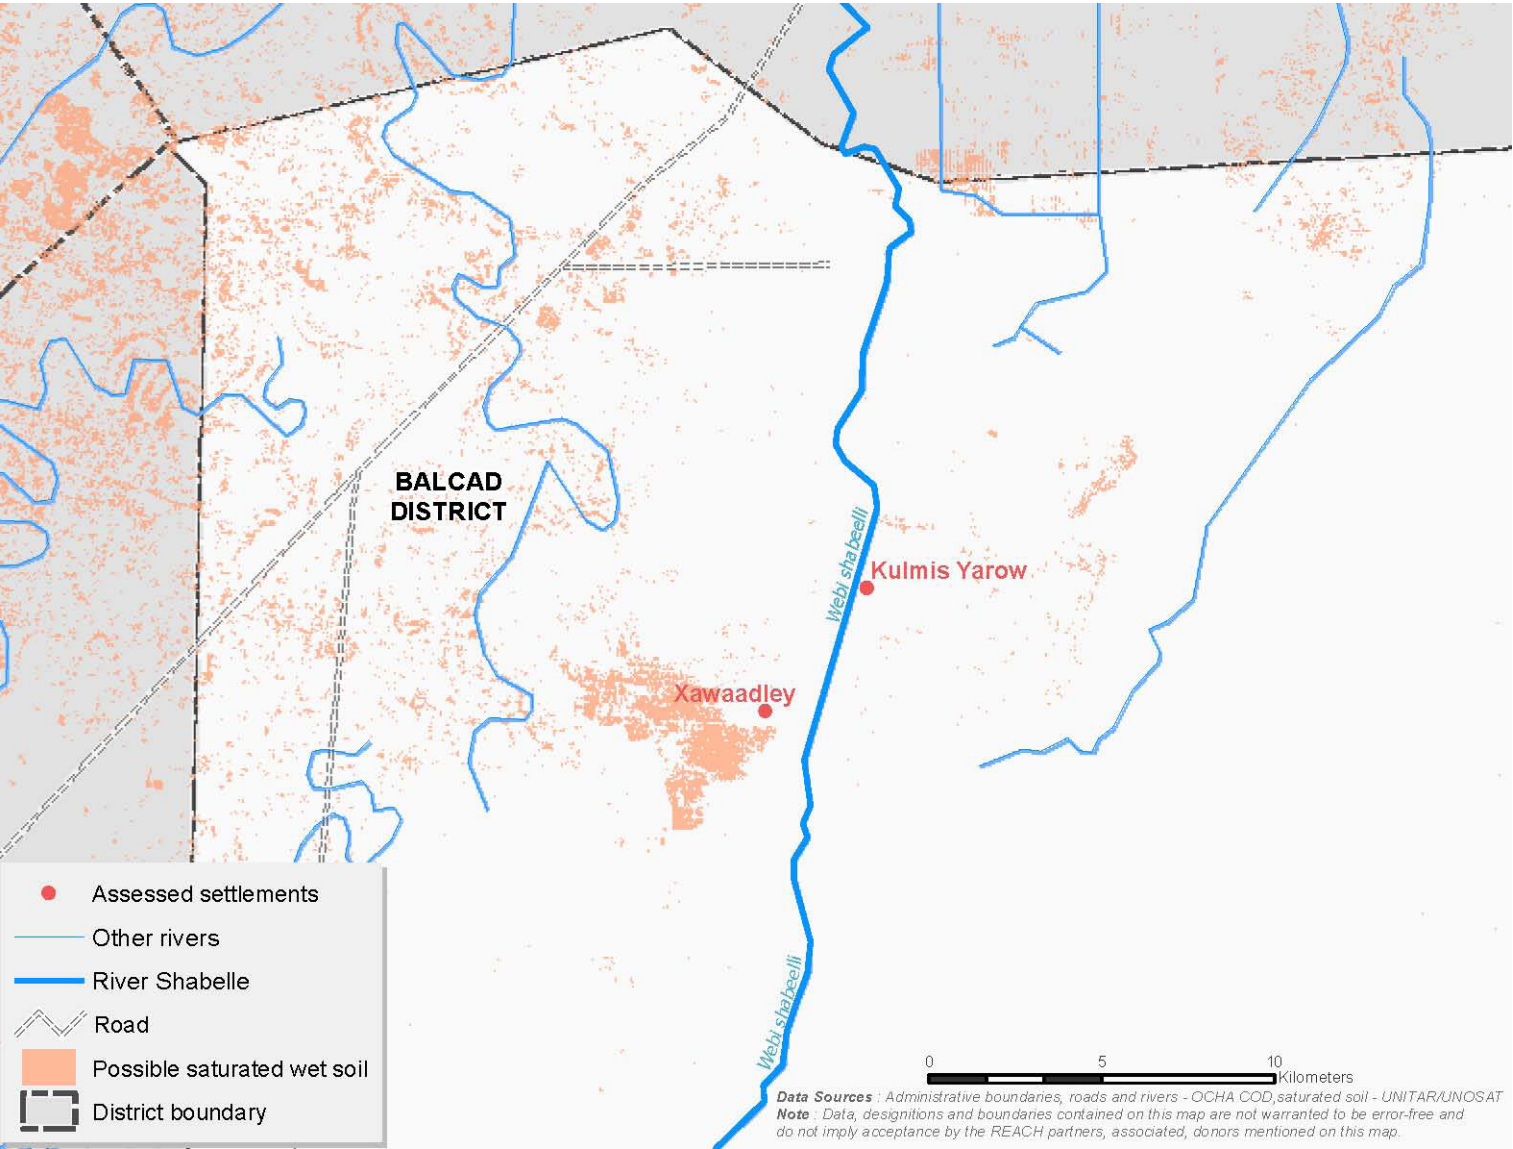 BALCAD
DISTRICT
Webi shabeelli
Kulmis Yarow
Xawaadley
Webi shabeelli
Assessed settlements
Other rivers
River Shabelle
Road
Possible saturated wet soil
District boundary
0 5 10
Kilometers
Data Sources : Administrative boundaries, roads and rivers - OCHA COD,saturated soil - UNITAR/UNOSAT
Note : Data, designitions and boundaries contained on this map are not warranted to be error-free and
do not imply acceptance by the REACH partners, associated, donors mentioned on this map.